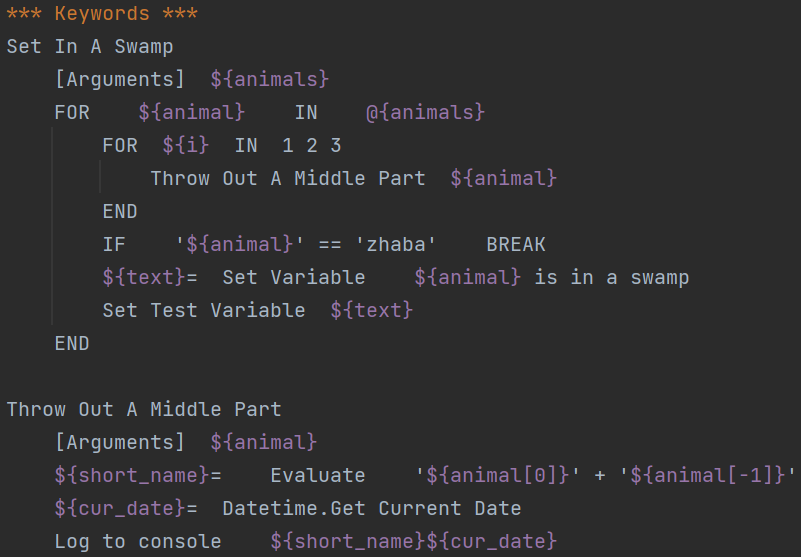 *** Keywords ***
Set In A Swamp
    [Arguments]  ${animals}
    FOR    ${animal}    IN    @{animals}
        FOR  ${i}  IN  1 2 3
            Throw Out A Middle Part  ${animal}
        END
        IF    '${animal}' == 'zhaba'    BREAK
        ${text}=  Set Variable    ${animal} is in a swamp
        Set Test Variable  ${text}
    END

Throw Out A Middle Part
    [Arguments]  ${animal}
    ${short_name}=    Evaluate    '${animal[0]}' + '${animal[-1]}'
    ${cur_date}=  Datetime.Get Current Date
    Log to console    ${short_name}${cur_date}